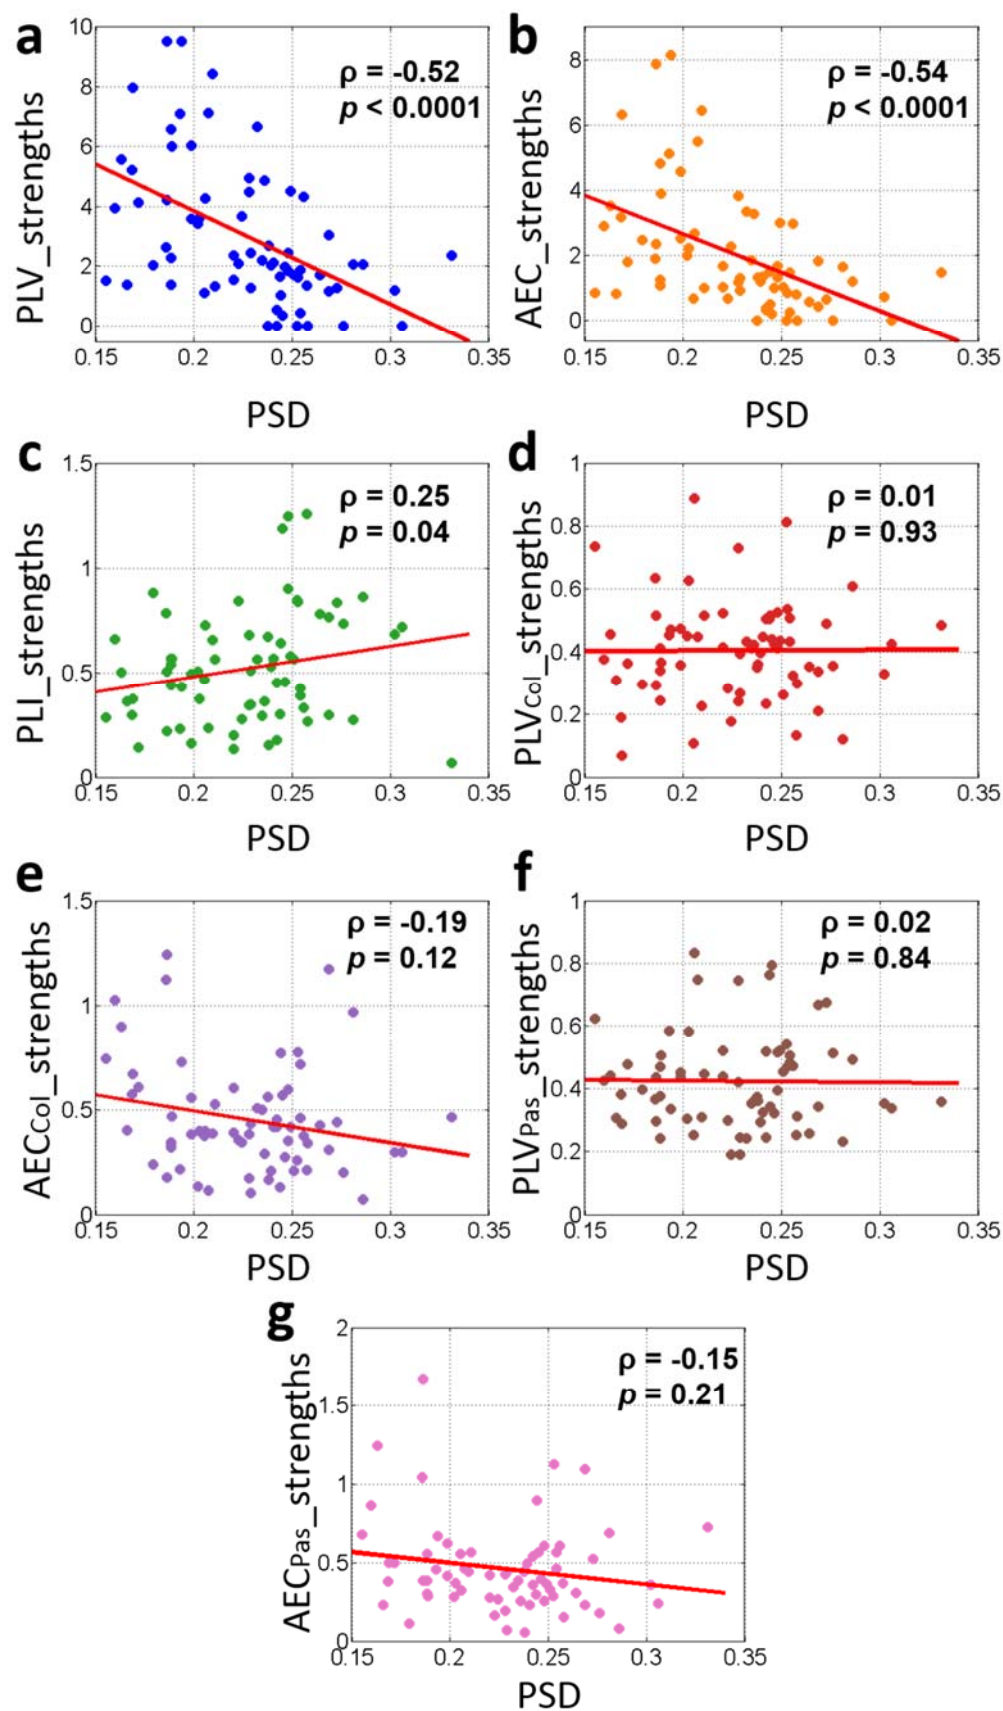 a
ρ = -0.52
p < 0.0001
PLV_strengths
10
8
6
4
2
0
0.15 0.2 0.25 0.3 0.35
PSD
b
ρ = -0.54
p < 0.0001
AEC_strengths
8
6
4
2
0
0.15 0.2 0.25 0.3 0.35
PSD
c
ρ = 0.25
p = 0.04
PLI_strengths
1.5
1
0.5
0
0.15 0.2 0.25 0.3 0.35
PSD
d
ρ = 0.01
p = 0.93
PLVCol_strengths
1
0.8
0.6
0.4
0.2
0
0.15 0.2 0.25 0.3 0.35
PSD
e
ρ = -0.19
p = 0.12
AECCol_strengths
1.5
1
0.5
0
0.15 0.2 0.25 0.3 0.35
PSD
f
ρ = 0.02
p = 0.84
PLVPas_strengths
1
0.8
0.6
0.4
0.2
0
0.15 0.2 0.25 0.3 0.35
PSD
g
ρ = -0.15
p = 0.21
AECPas_strengths
2
1.5
1
0.5
0
0.15 0.2 0.25 0.3 0.35
PSD